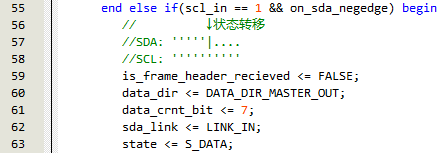 55 end else if(scl_in == 1 && on_sda_negedge) begin
56 // ↓状态转移
57 //SDA: '''''|....
58 //SCL: ''''''''''
59 is_frame_header_recieved <= FALSE;
60 data_dir <= DATA_DIR_MASTER_OUT;
61 data_crnt_bit <= 7;
62 sda_link <= LINK_IN;
63 state <= S_DATA;